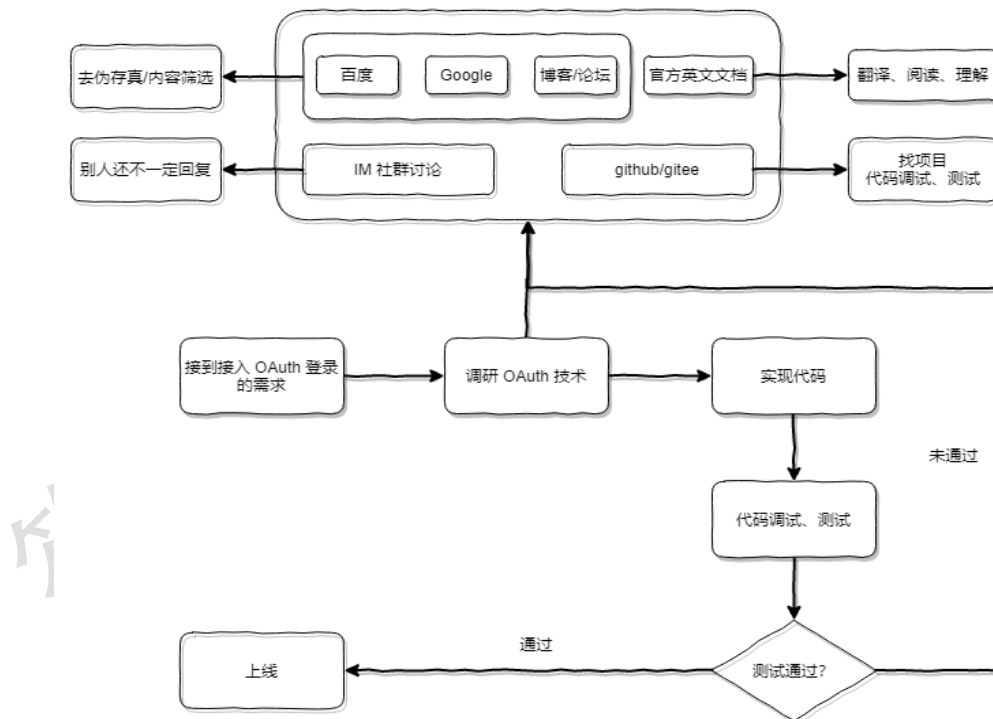 百度
Google
博客/论坛
官方英文文档
去伪存真/内容筛选
翻译、阅读、理解
别人还不一定回复
IM 社群讨论
github/gitee
找项目
代码调试、测试
接到接入 OAuth 登录
的需求
调研 OAuth 技术
实现代码
未通过
代码调试、测试
通过
上线
测试通过?